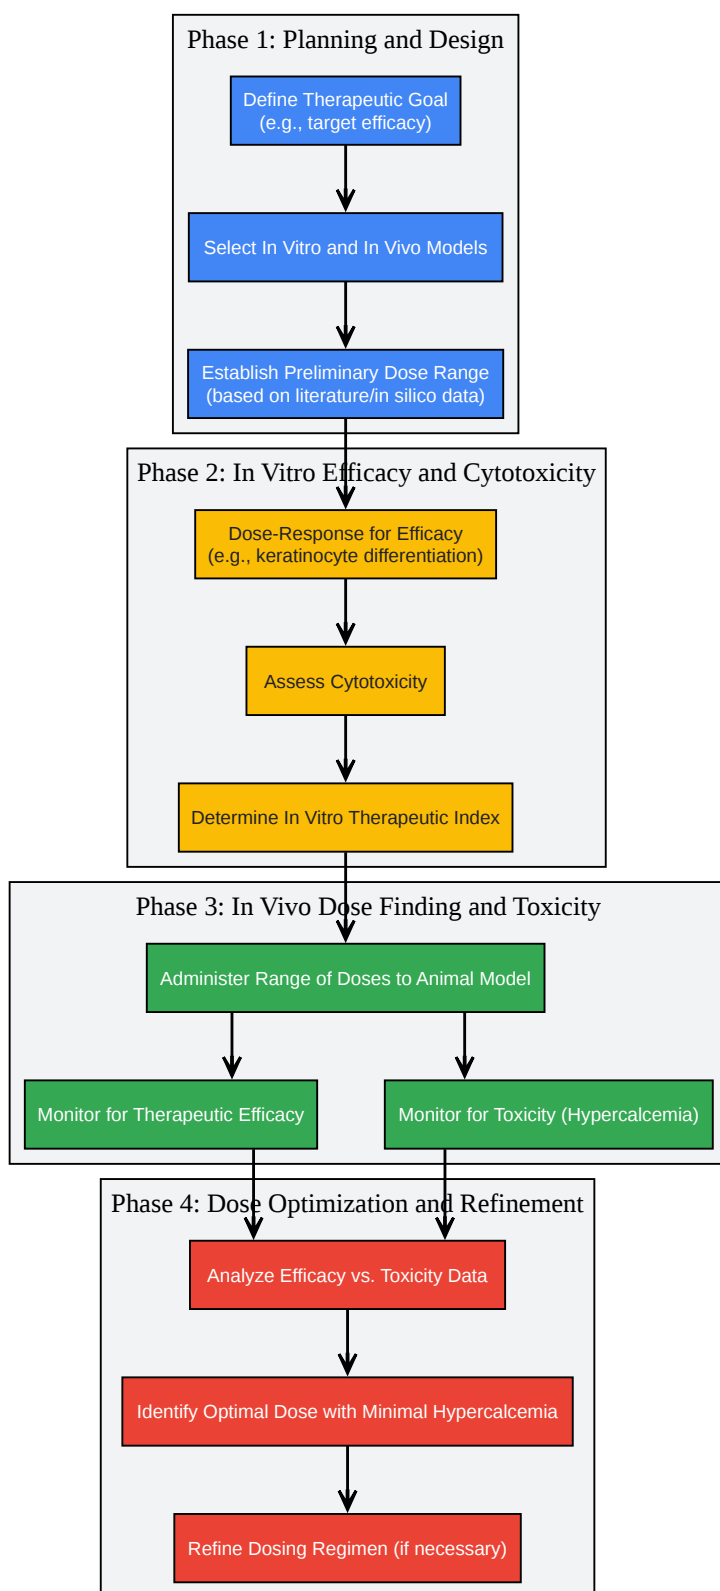 Phase 1: Planning and Design
Define Therapeutic Goal
(e.g., target efficacy)
Select In Vitro and In Vivo Models
Establish Preliminary Dose Range
(based on literature/in silico data)
Phase 2: In Vitro Efficacy and Cytotoxicity
Dose-Response for Efficacy
(e.g., keratinocyte differentiation)
Assess Cytotoxicity
Determine In Vitro Therapeutic Index
Phase 3: In Vivo Dose Finding and Toxicity
Administer Range of Doses to Animal Model
Monitor for Therapeutic Efficacy
Monitor for Toxicity (Hypercalcemia)
Phase 4: Dose Optimization and Refinement
Analyze Efficacy vs. Toxicity Data
Identify Optimal Dose with Minimal Hypercalcemia
Refine Dosing Regimen (if necessary)